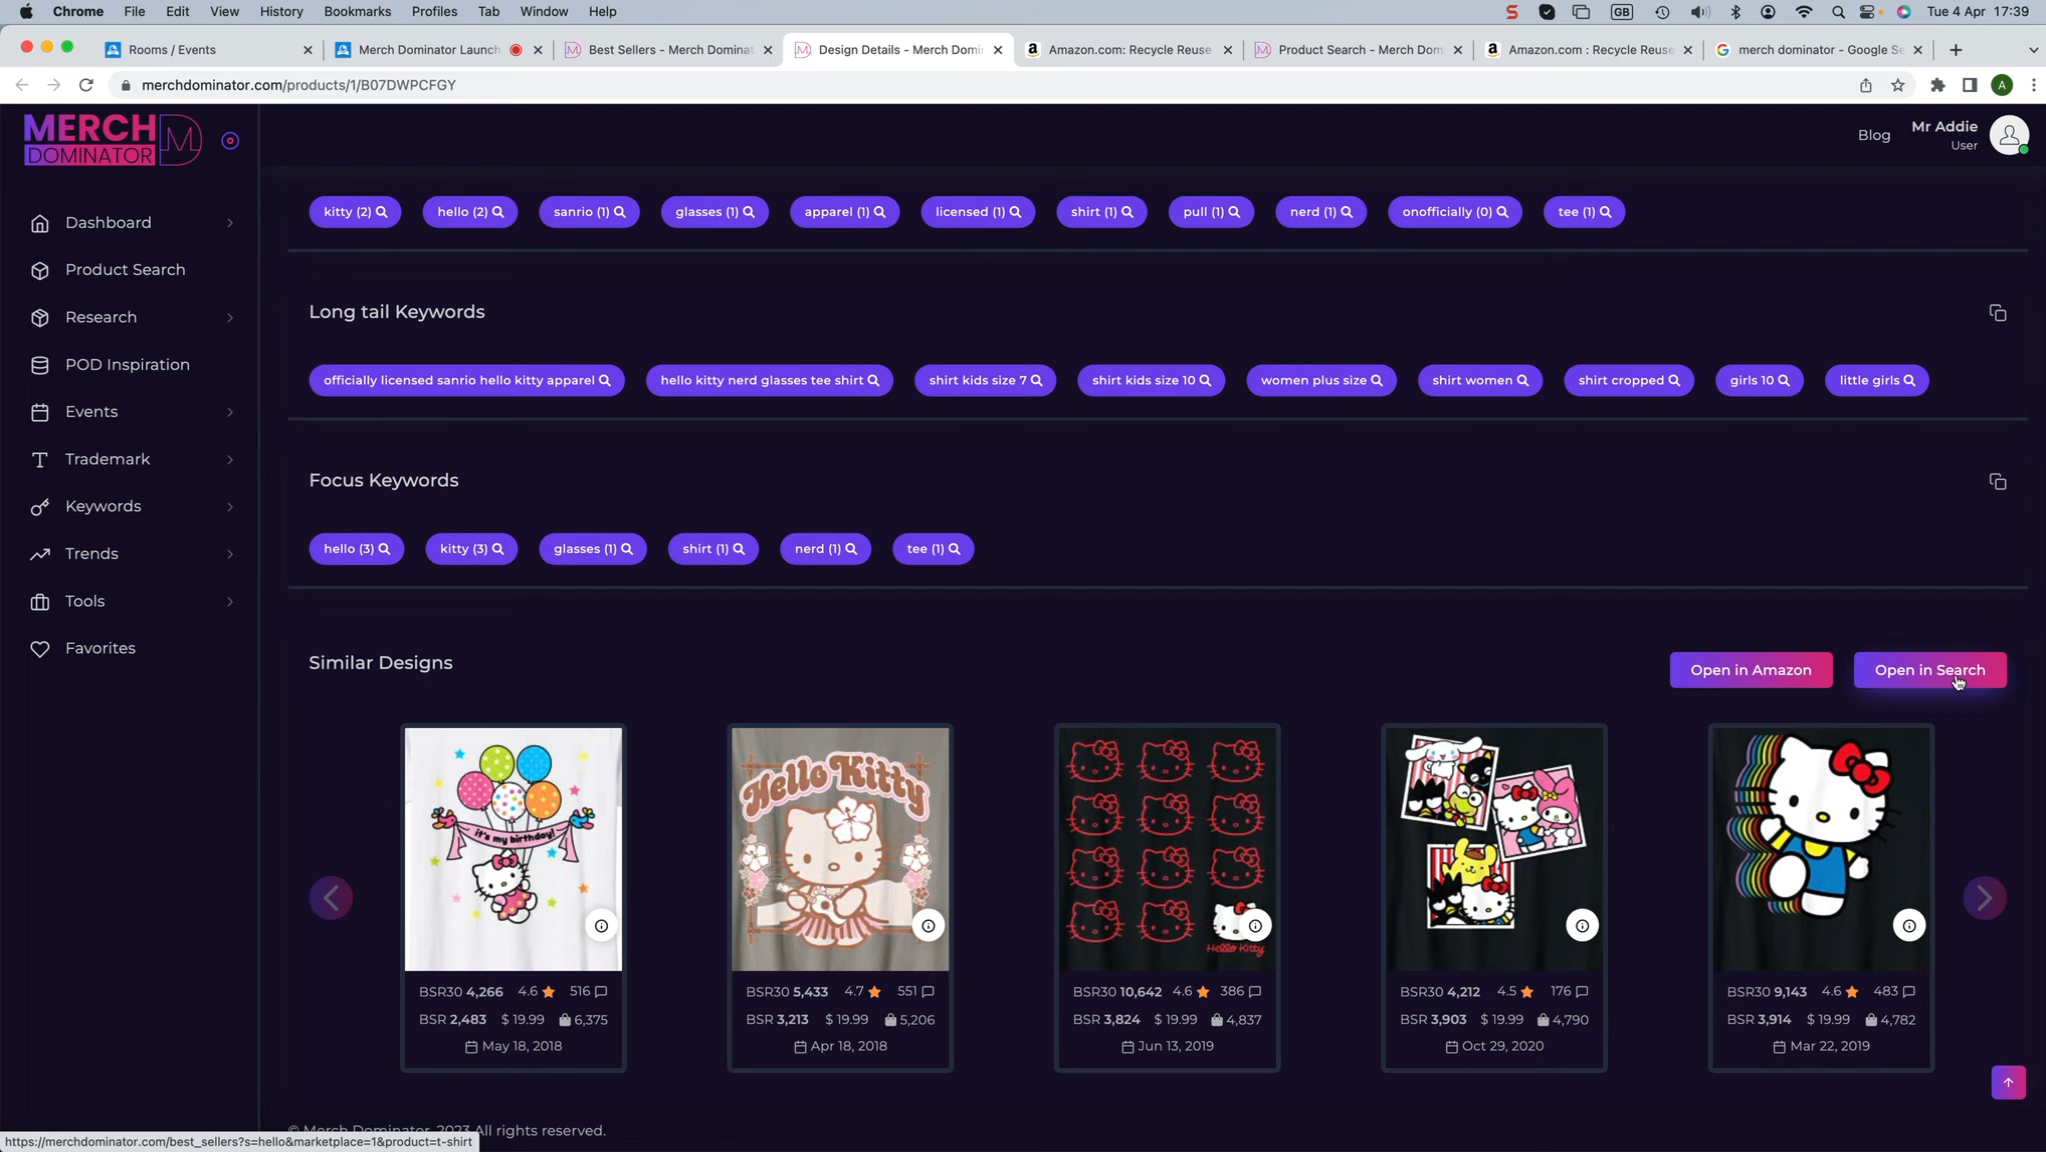 Chrome File Edit View History Bookmarks Profiles Tab Window Help
GB
Tue 4 Apr 17:39
Rooms / Events
Merch Dominator Launch
Best Sellers - Merch Dominat
Design Details - Merch Domin
Amazon.com: Recycle Reuse
Product Search - Merch Dom
Amazon.com : Recycle Reuse
merch dominator - Google Se
merchdominator.com/products/1/B07DWPCFGY
A
MERCH
DOMINATOR
Blog
Mr Addie
User
Dashboard
Product Search
Research
POD Inspiration
Events
Trademark
Keywords
Trends
Tools
Favorites
kitty (2) hello (2) sanrio (1) glasses (1) apparel (1) licensed (1) shirt (1) pull (1) nerd (1) onofficially (0) tee (1)
Long tail Keywords
officially licensed sanrio hello kitty apparel hello kitty nerd glasses tee shirt shirt kids size 7 shirt kids size 10 women plus size shirt women shirt cropped girls 10 little girls
Focus Keywords
hello (3) kitty (3) glasses (1) shirt (1) nerd (1) tee (1)
Similar Designs
Open in Amazon
Open in Search
it's my birthday!
Hello Kitty
Hello Kitty
BSR30 4,266 4.6 516
BSR 2,483 $ 19.99 6,375
May 18, 2018
BSR30 5,433 4.7 551
BSR 3,213 $ 19.99 5,206
Apr 18, 2018
BSR30 10,642 4.6 386
BSR 3,824 $ 19.99 4,837
Jun 13, 2019
BSR30 4,212 4.5 176
BSR 3,903 $ 19.99 4,790
Oct 29, 2020
BSR30 9,143 4.6 483
BSR 3,914 $ 19.99 4,782
Mar 22, 2019
© Merch Dominator, 2023 All rights reserved.
https://merchdominator.com/best_sellers?s=hello&marketplace=1&product=t-shirt